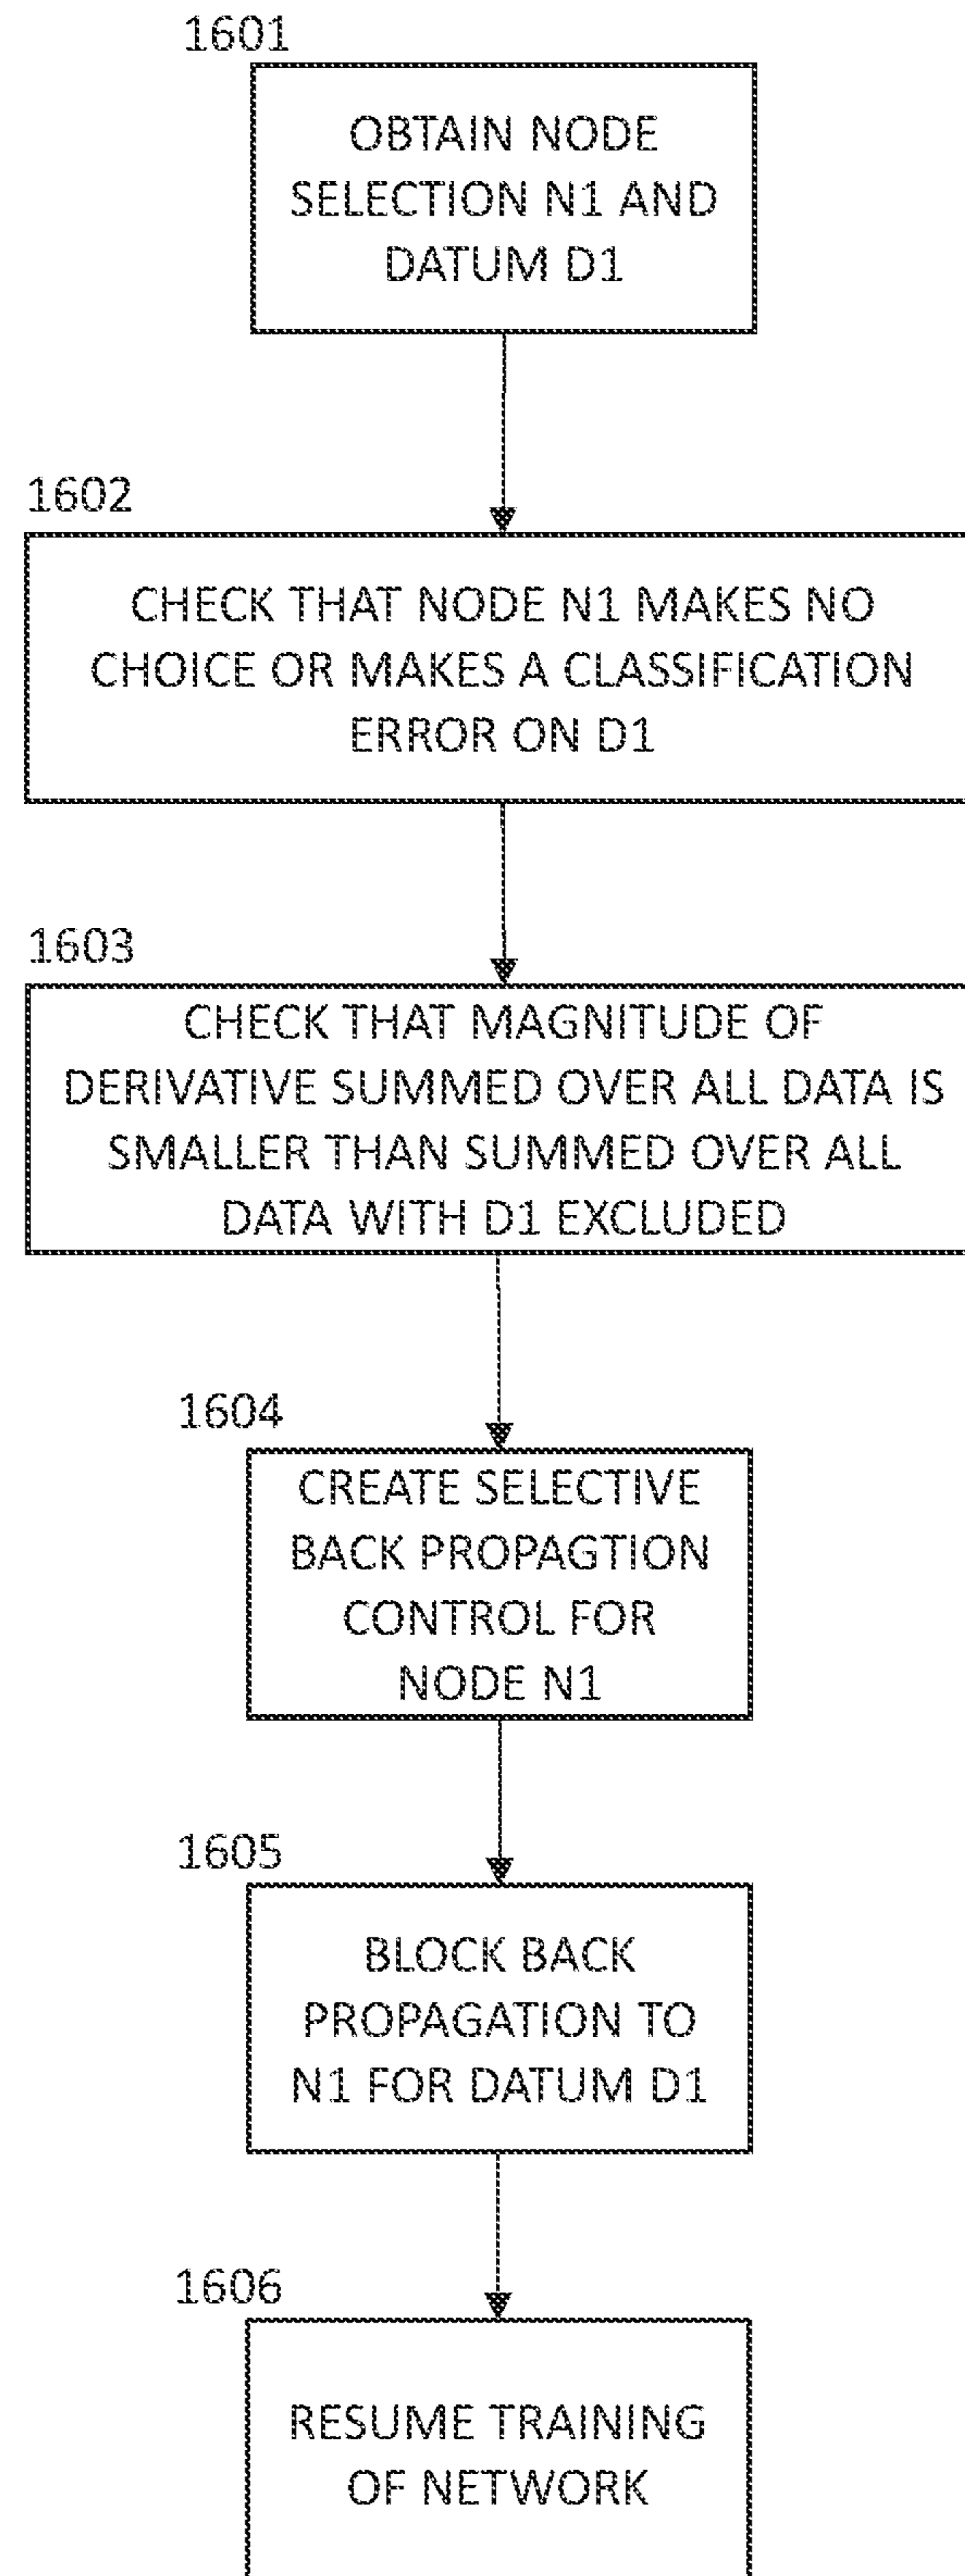 1601
OBTAIN NODE
SELECTION N1 AND
DATUM D1
1602
CHECK THAT NODE N1 MAKES NO
CHOICE OR MAKES A CLASSIFICATION
ERROR ON D1
1603
CHECK THAT MAGNITUDE OF
DERIVATIVE SUMMED OVER ALL DATA IS
SMALLER THAN SUMMED OVER ALL
DATA WITH D1 EXCLUDED
1604
CREATE SELECTIVE
BACK PROPAGTION
CONTROL FOR
NODE N1
1605
BLOCK BACK
PROPAGATION TO
N1 FOR DATUM D1
1606
RESUME TRAINING
OF NETWORK